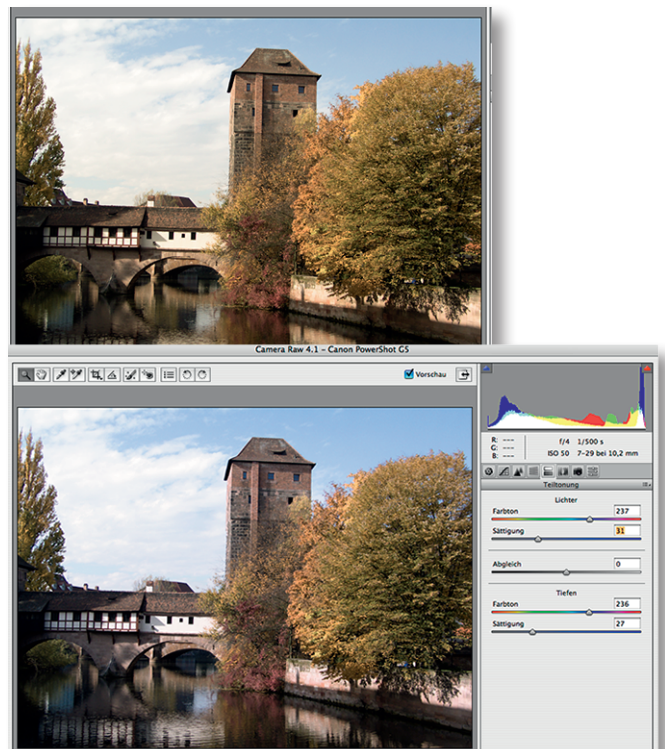 Camera Raw 4.1 – Canon PowerShot G5
Vorschau
R: ---
G: ---
B: ---
f/4 1/500 s
ISO 50 7–29 bei 10,2 mm
Teiltonung
Lichter
Farbton 237
Sättigung 31
Abgleich 0
Tiefen
Farbton 236
Sättigung 27